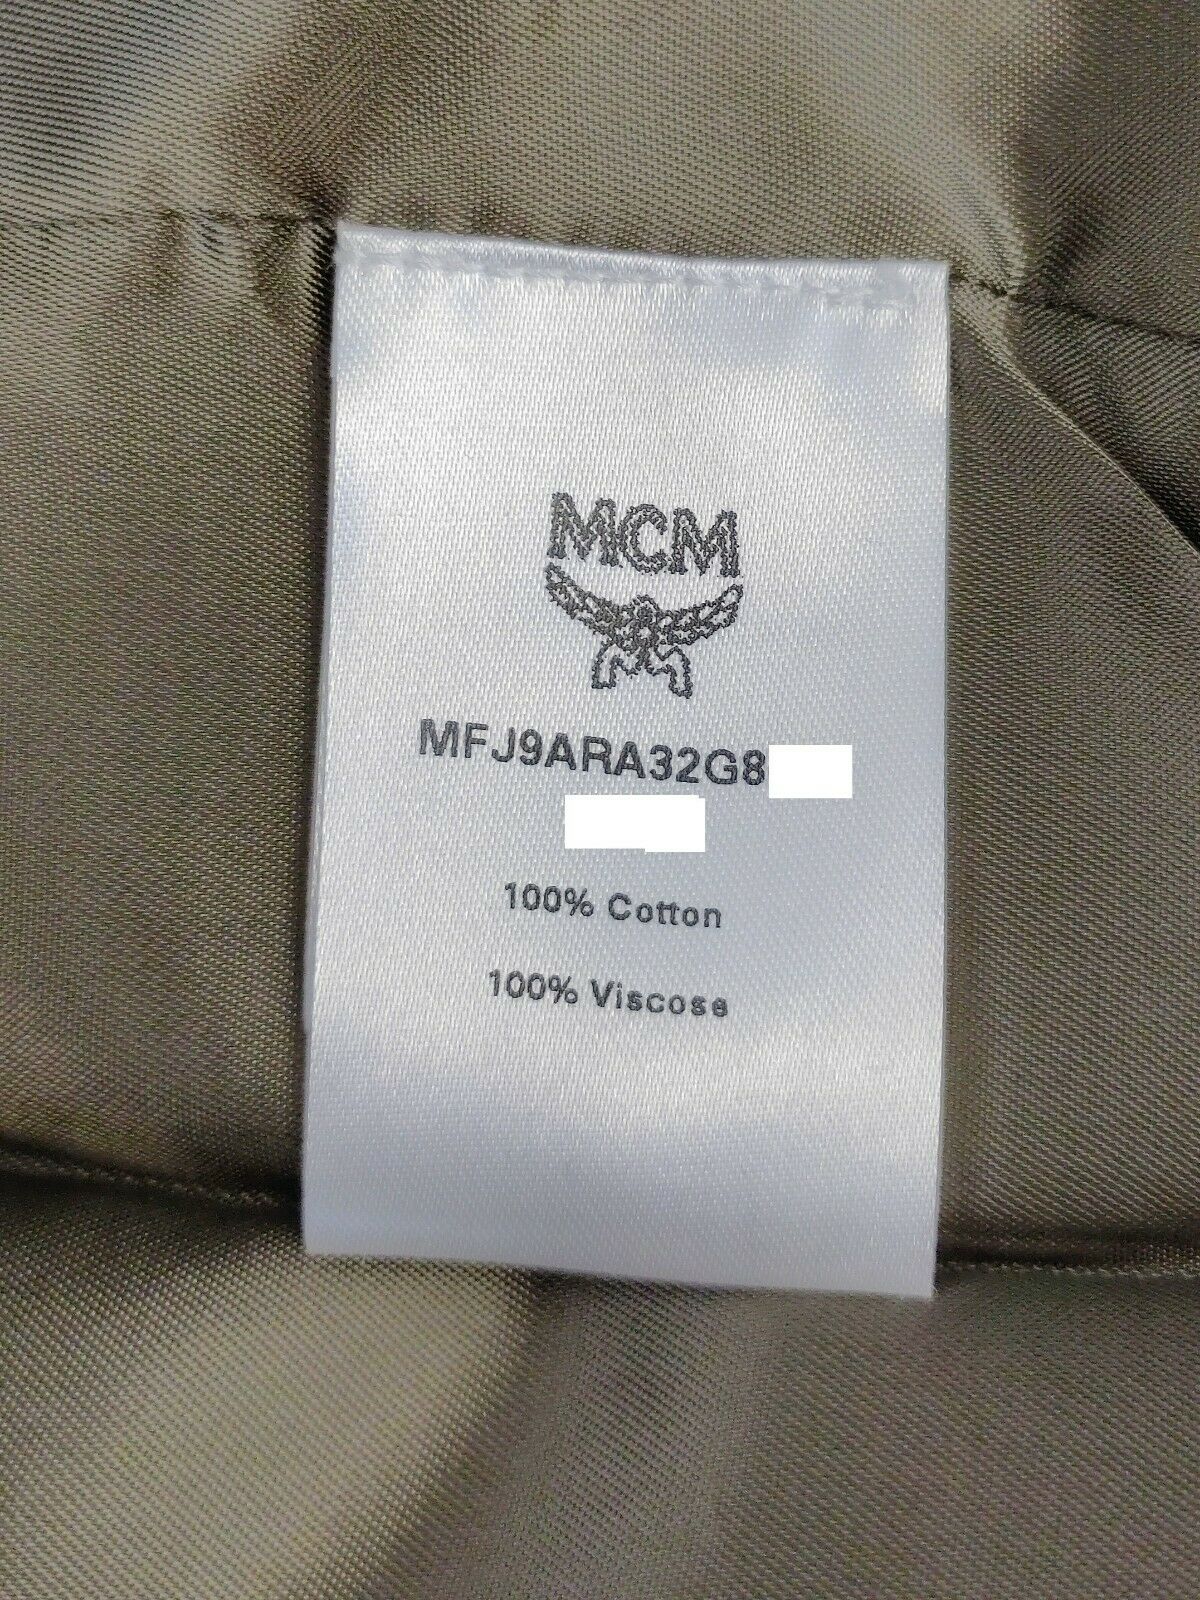 MCM
MFJ9ARA32G8
100% Cotton
100% Viscose